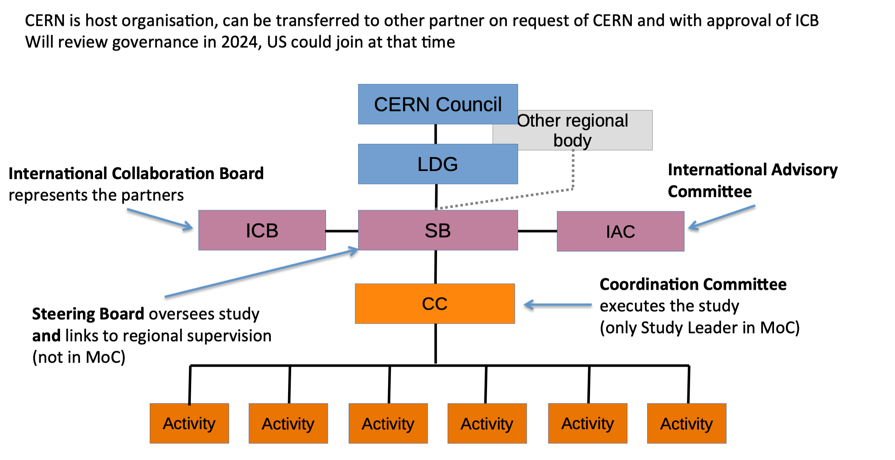 CERN is host organisation, can be transferred to other partner on request of CERN and with approval of ICB
Will review governance in 2024, US could join at that time
CERN Council
Other regional
body
LDG
International Collaboration Board
represents the partners
International Advisory
Committee
ICB
SB
IAC
Coordination Committee
executes the study
(only Study Leader in MoC)
CC
Steering Board oversees study
and links to regional supervision
(not in MoC)
Activity
Activity
Activity
Activity
Activity
Activity